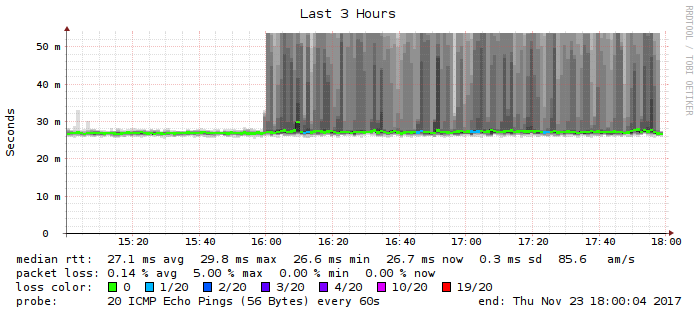 Last 3 Hours
RRDTOOL / TOBI OETIKER
Seconds
50 m
40 m
30 m
20 m
10 m
0
15:20 15:40 16:00 16:20 16:40 17:00 17:20 17:40 18:00
median rtt: 27.1 ms avg 29.8 ms max 26.6 ms min 26.7 ms now 0.3 ms sd 85.6 am/s
packet loss: 0.14 % avg 5.00 % max 0.00 % min 0.00 % now
loss color: 0 1/20 2/20 3/20 4/20 10/20 19/20
probe: 20 ICMP Echo Pings (56 Bytes) every 60s end: Thu Nov 23 18:00:04 2017